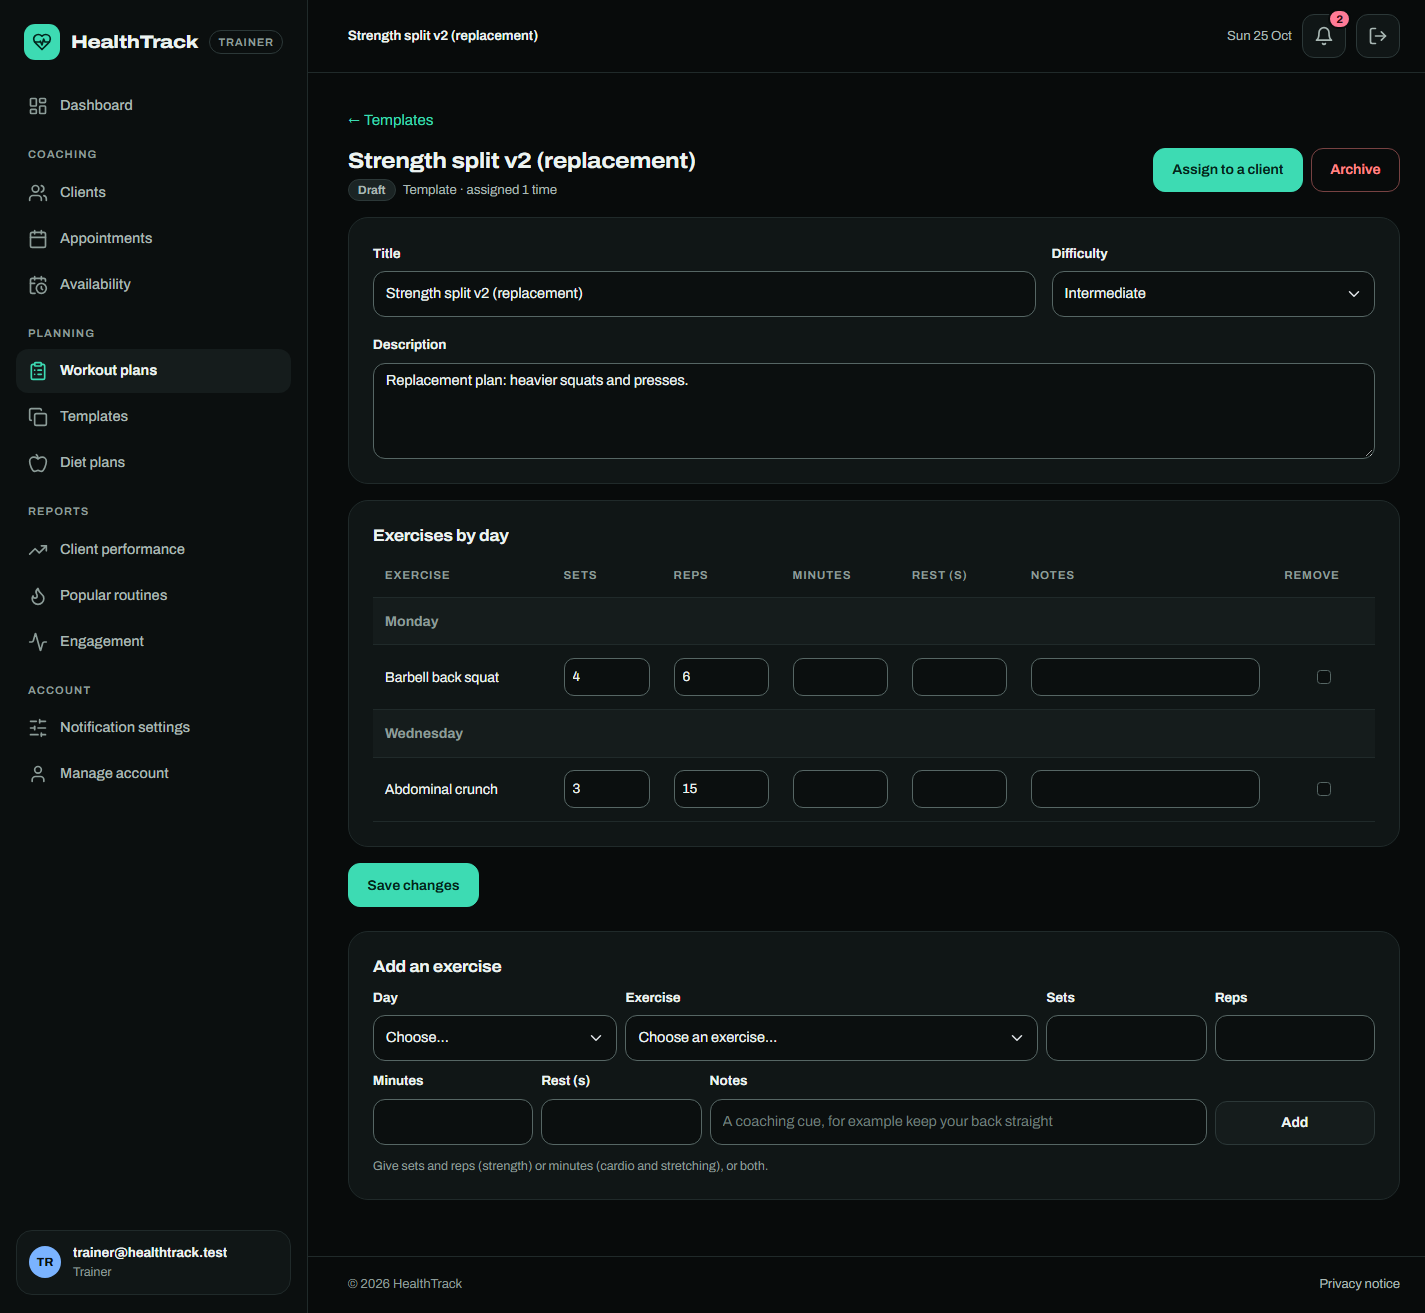 HealthTrack TRAINER
Dashboard
COACHING
Clients
Appointments
Availability
PLANNING
Workout plans
Templates
Diet plans
REPORTS
Client performance
Popular routines
Engagement
ACCOUNT
Notification settings
Manage account
TR
trainer@healthtrack.test
Trainer
Strength split v2 (replacement)
Sun 25 Oct
2
← Templates
Strength split v2 (replacement)
Draft Template · assigned 1 time
Assign to a client
Archive
Title
Strength split v2 (replacement)
Difficulty
Intermediate
Description
Replacement plan: heavier squats and presses.
Exercises by day
EXERCISE SETS REPS MINUTES REST (S) NOTES REMOVE
Monday
Barbell back squat 4 6
Wednesday
Abdominal crunch 3 15
Save changes
Add an exercise
Day Exercise Sets Reps
Choose... Choose an exercise...
Minutes Rest (s) Notes
A coaching cue, for example keep your back straight
Add
Give sets and reps (strength) or minutes (cardio and stretching), or both.
© 2026 HealthTrack
Privacy notice